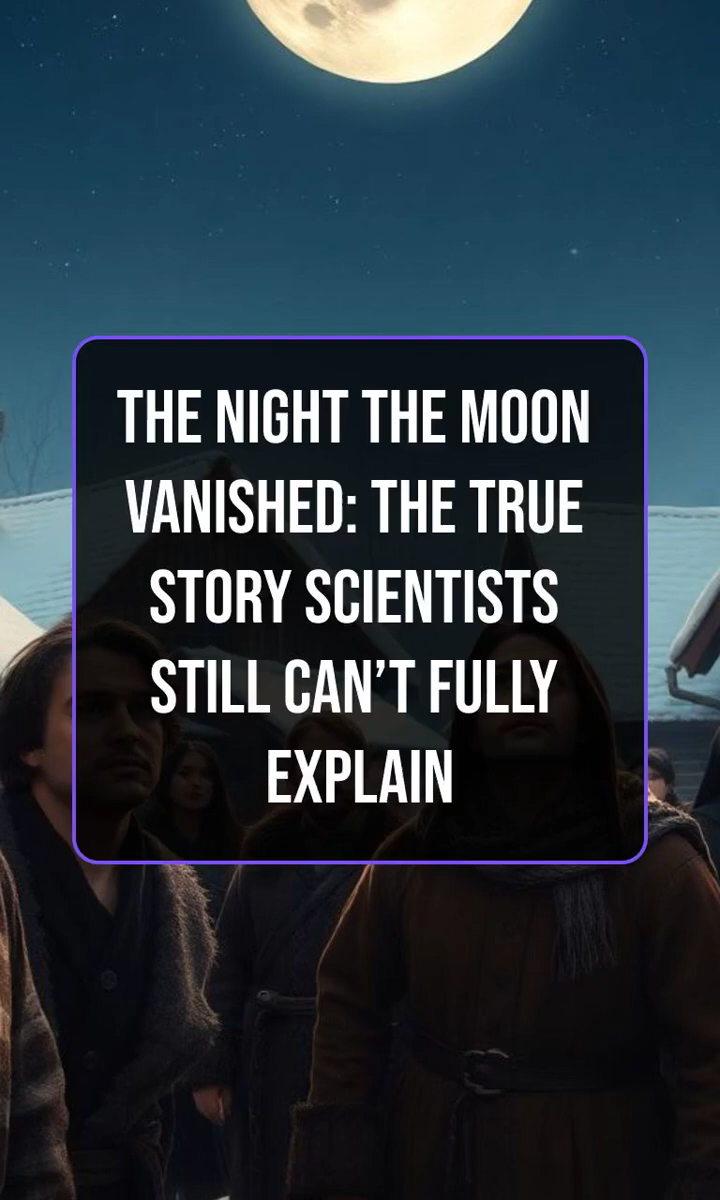 THE NIGHT THE MOON
VANISHED: THE TRUE
STORY SCIENTISTS
STILL CAN’T FULLY
EXPLAIN